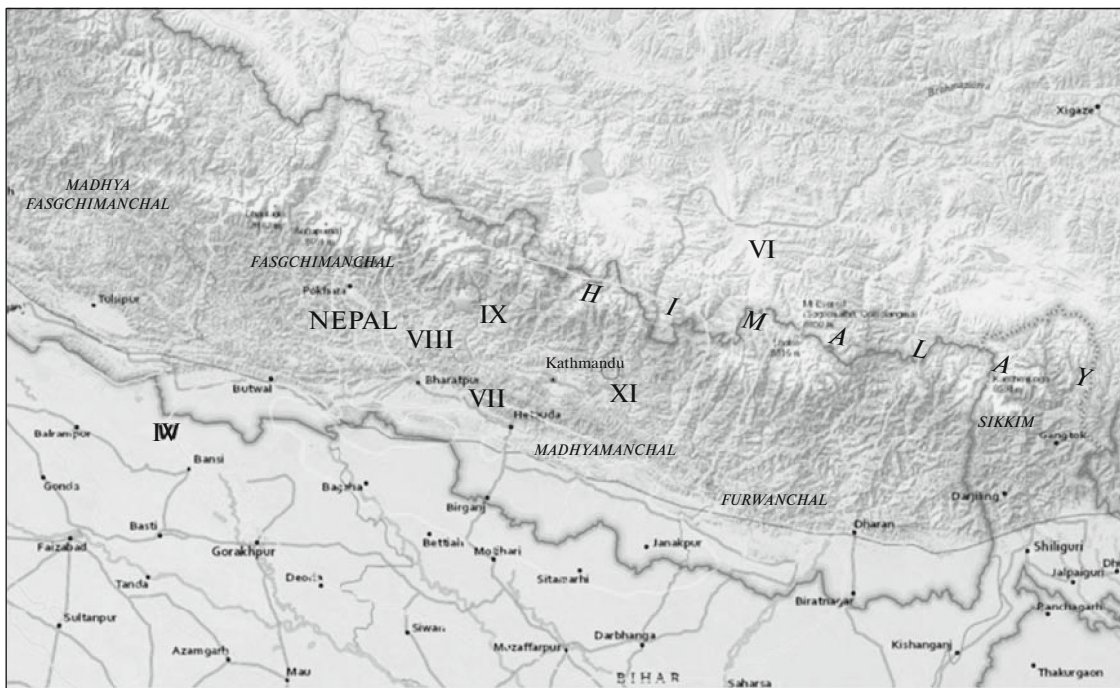 Brahmaputra
Xigaze
MADHYA
FASGCHIMANCHAL
VI
FASGCHIMANCHAL
H I M A L A Y
Pokhara
Tulsipur
NEPAL
IX
VIII
Kathmandu
Butwal
Bharatpur
VII
XI
Hetauda
SIKKIM
Balrampur
Gangtok
MADHYAMANCHAL
Bansi
Gonda
Bagaha
FURWANCHAL
Darjiling
Birganj
Basti
Dharan
Faizabad
Gorakhpur
Bettiah
Motihari
Janakpur
Shiliguri
Tanda
Deoria
Sitamarhi
Jalpaiguri
Biratnagar
Panchagarh
Sultanpur
Siwan
Darbhanga
Kishanganj
Azamgarh
Muzaffarpur
Mau
BIHAR
Saharsa
Thakurgaon